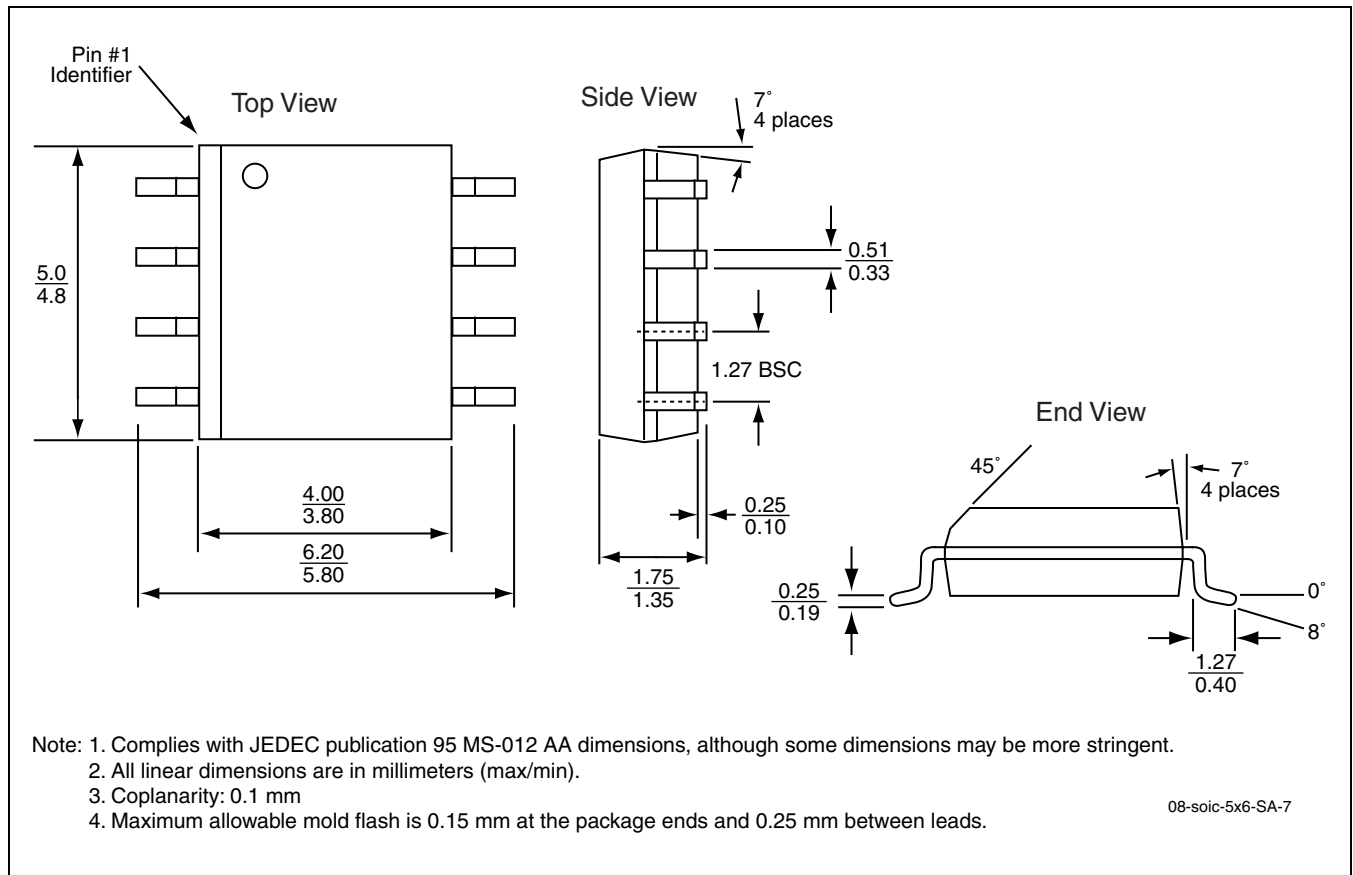 Pin #1
Identifier
Top View
Side View
7°
4 places
5.0
4.8
0.51
0.33
1.27 BSC
End View
45°
7°
4 places
4.00
3.80
0.25
0.10
6.20
5.80
1.75
1.35
0.25
0.19
0°
8°
1.27
0.40
Note: 1. Complies with JEDEC publication 95 MS-012 AA dimensions, although some dimensions may be more stringent.
2. All linear dimensions are in millimeters (max/min).
3. Coplanarity: 0.1 mm
08-soic-5x6-SA-7
4. Maximum allowable mold flash is 0.15 mm at the package ends and 0.25 mm between leads.